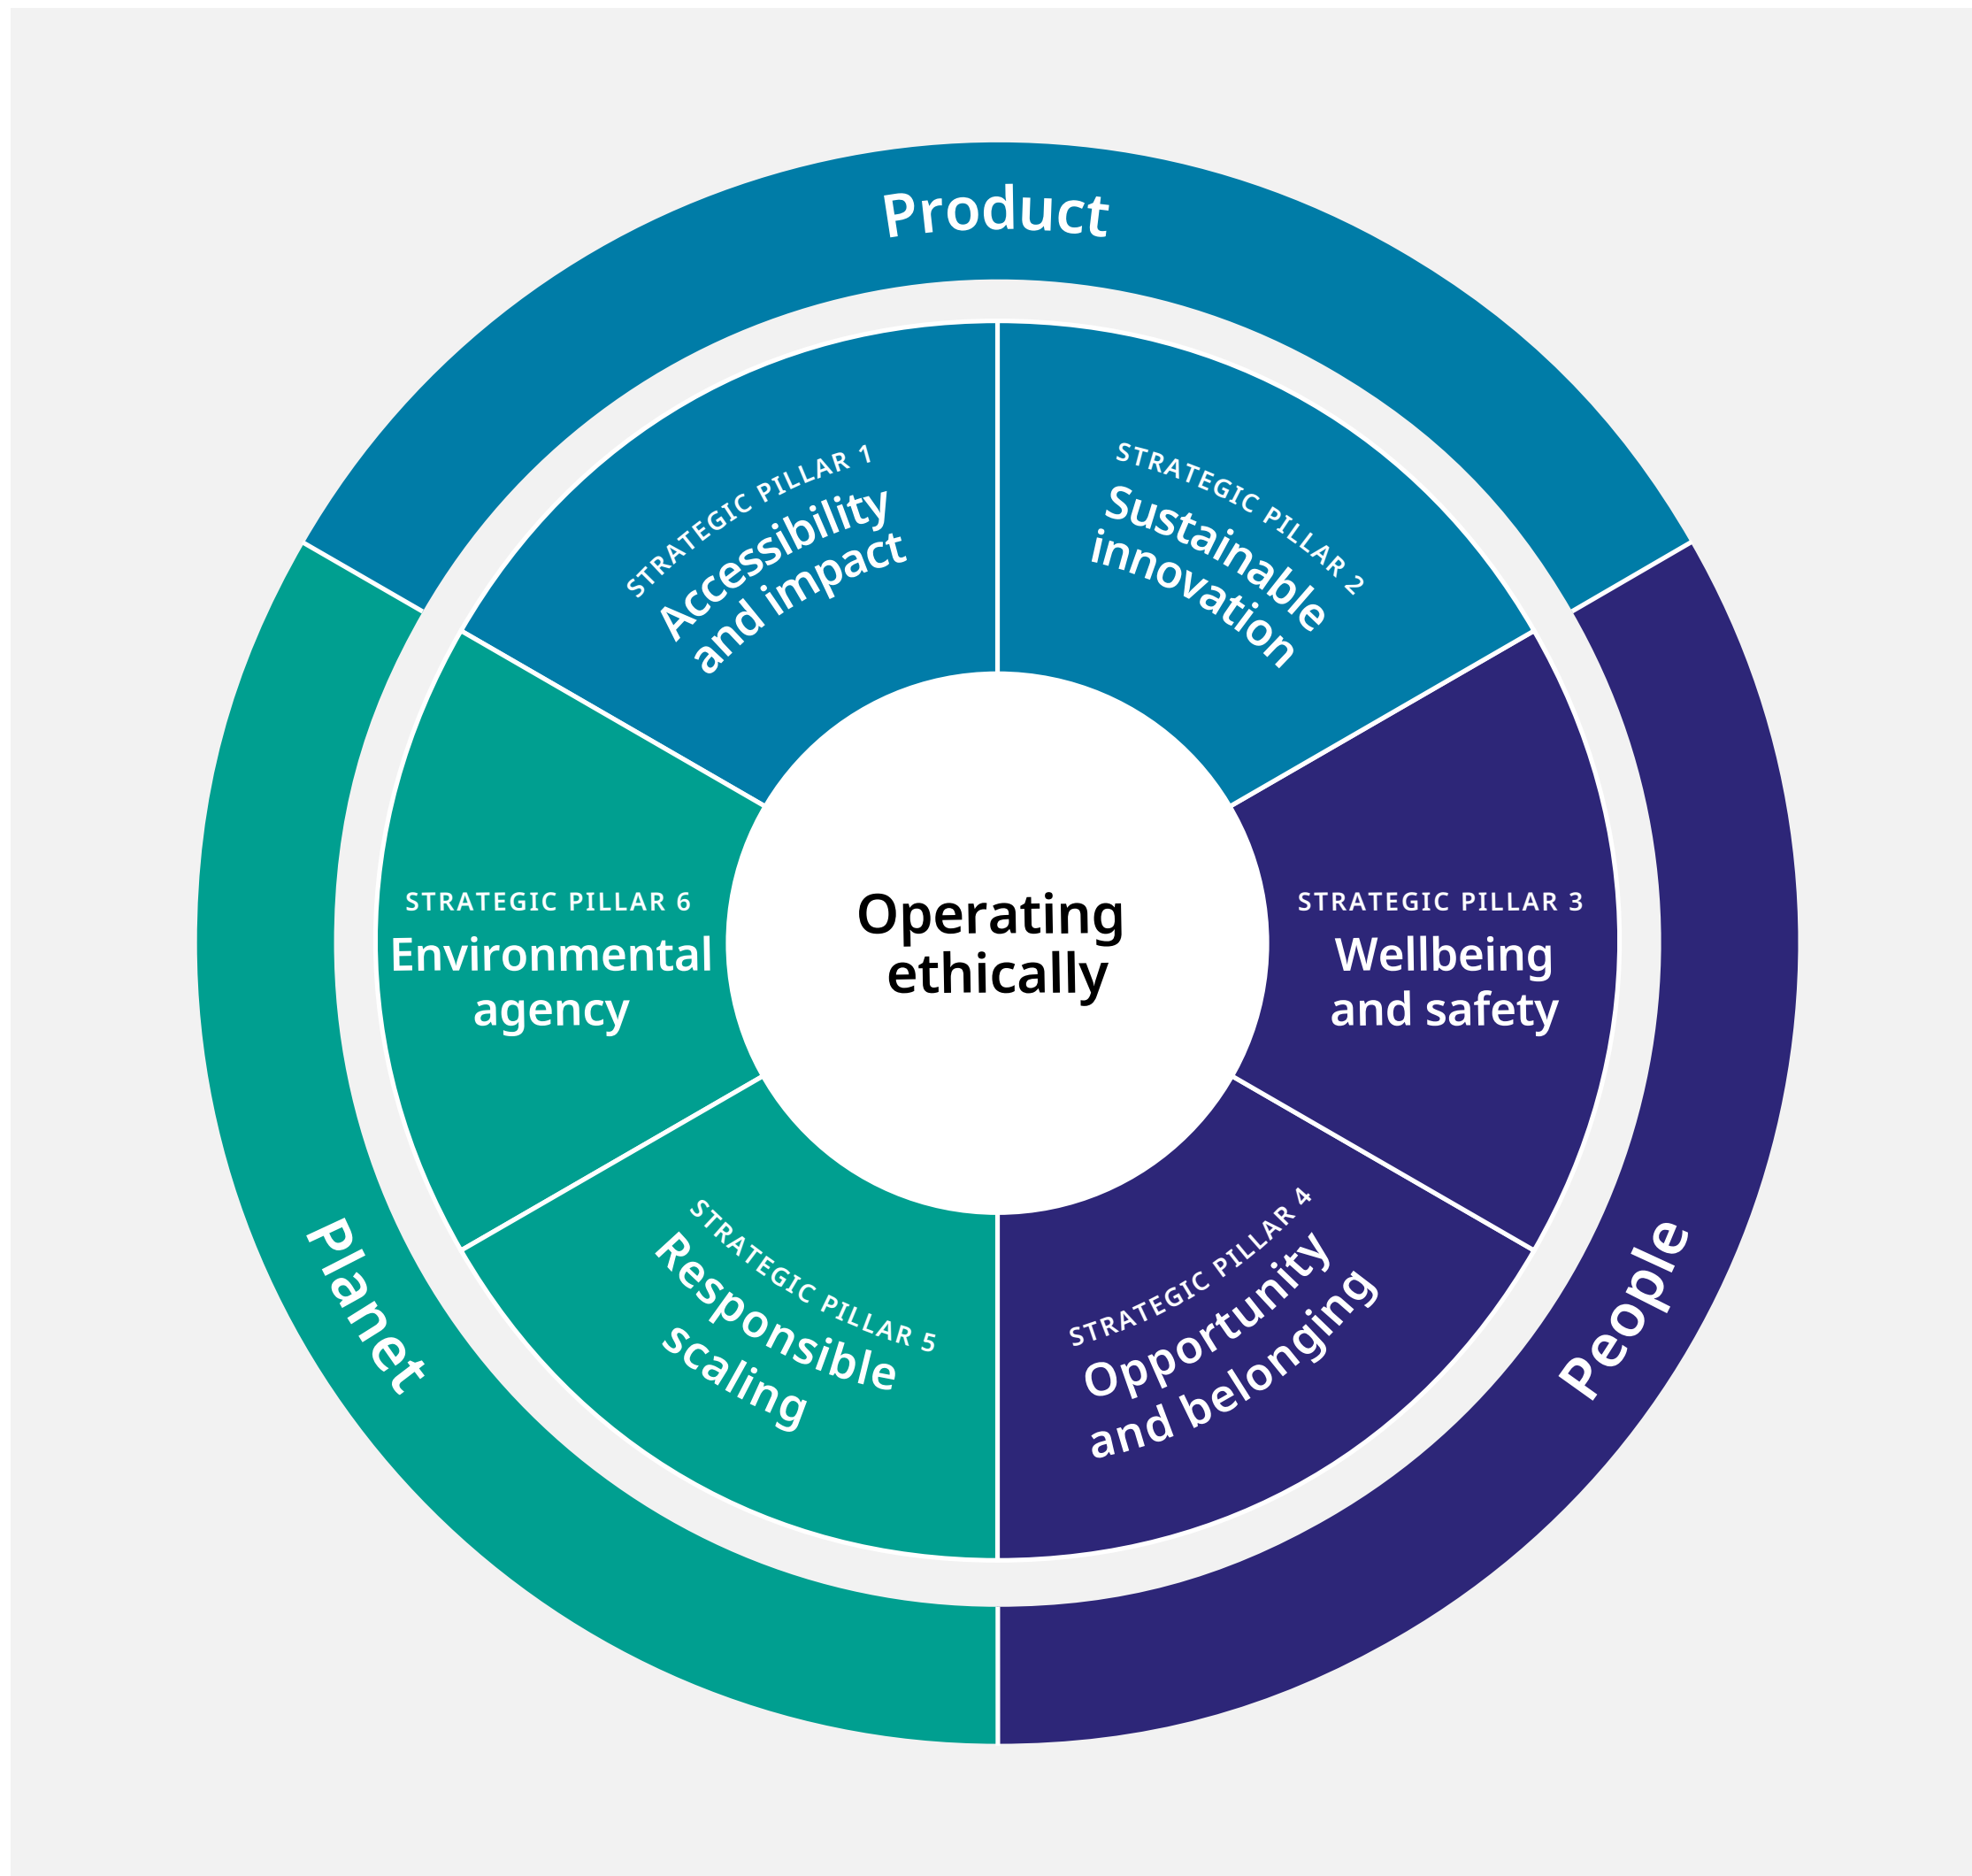 Product
STRATEGIC PILLAR 1
Accessibility
and impact
STRATEGIC PILLAR 2
Sustainable
innovation
STRATEGIC PILLAR 3
Wellbeing
and safety
STRATEGIC PILLAR 4
Opportunity
and belonging
STRATEGIC PILLAR 5
Responsible
scaling
STRATEGIC PILLAR 6
Environmental
agency
Operating
ethically
People
Planet